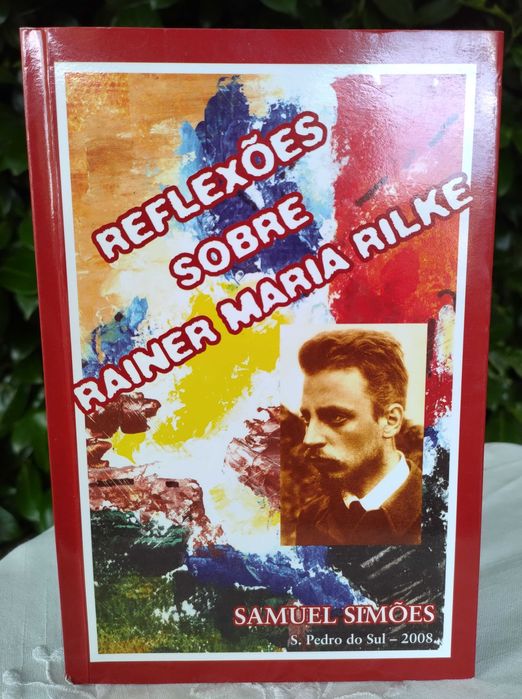 REFLEXÕES
SOBRE
RAINER MARIA RILKE
SAMUEL SIMÕES
S. Pedro do Sul – 2008